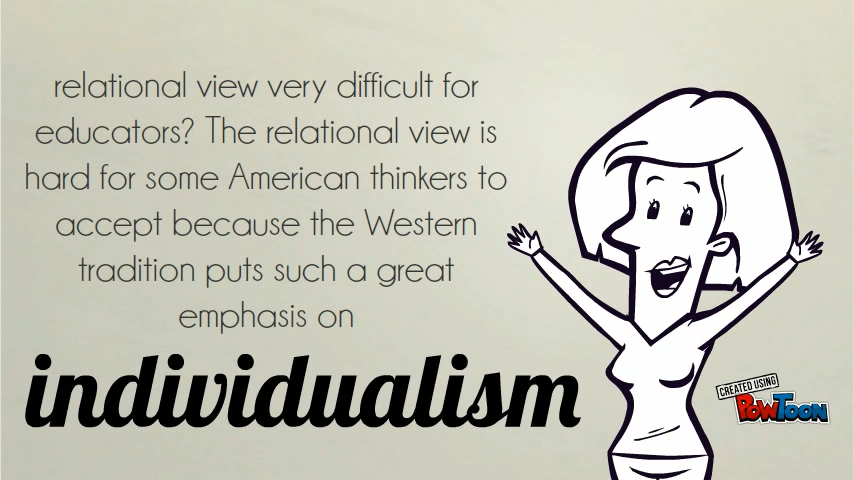 relational view very difficult for
educators? The relational view is
hard for some American thinkers to
accept because the Western
tradition puts such a great
emphasis on
individualism
CREATED USING
POWTOON